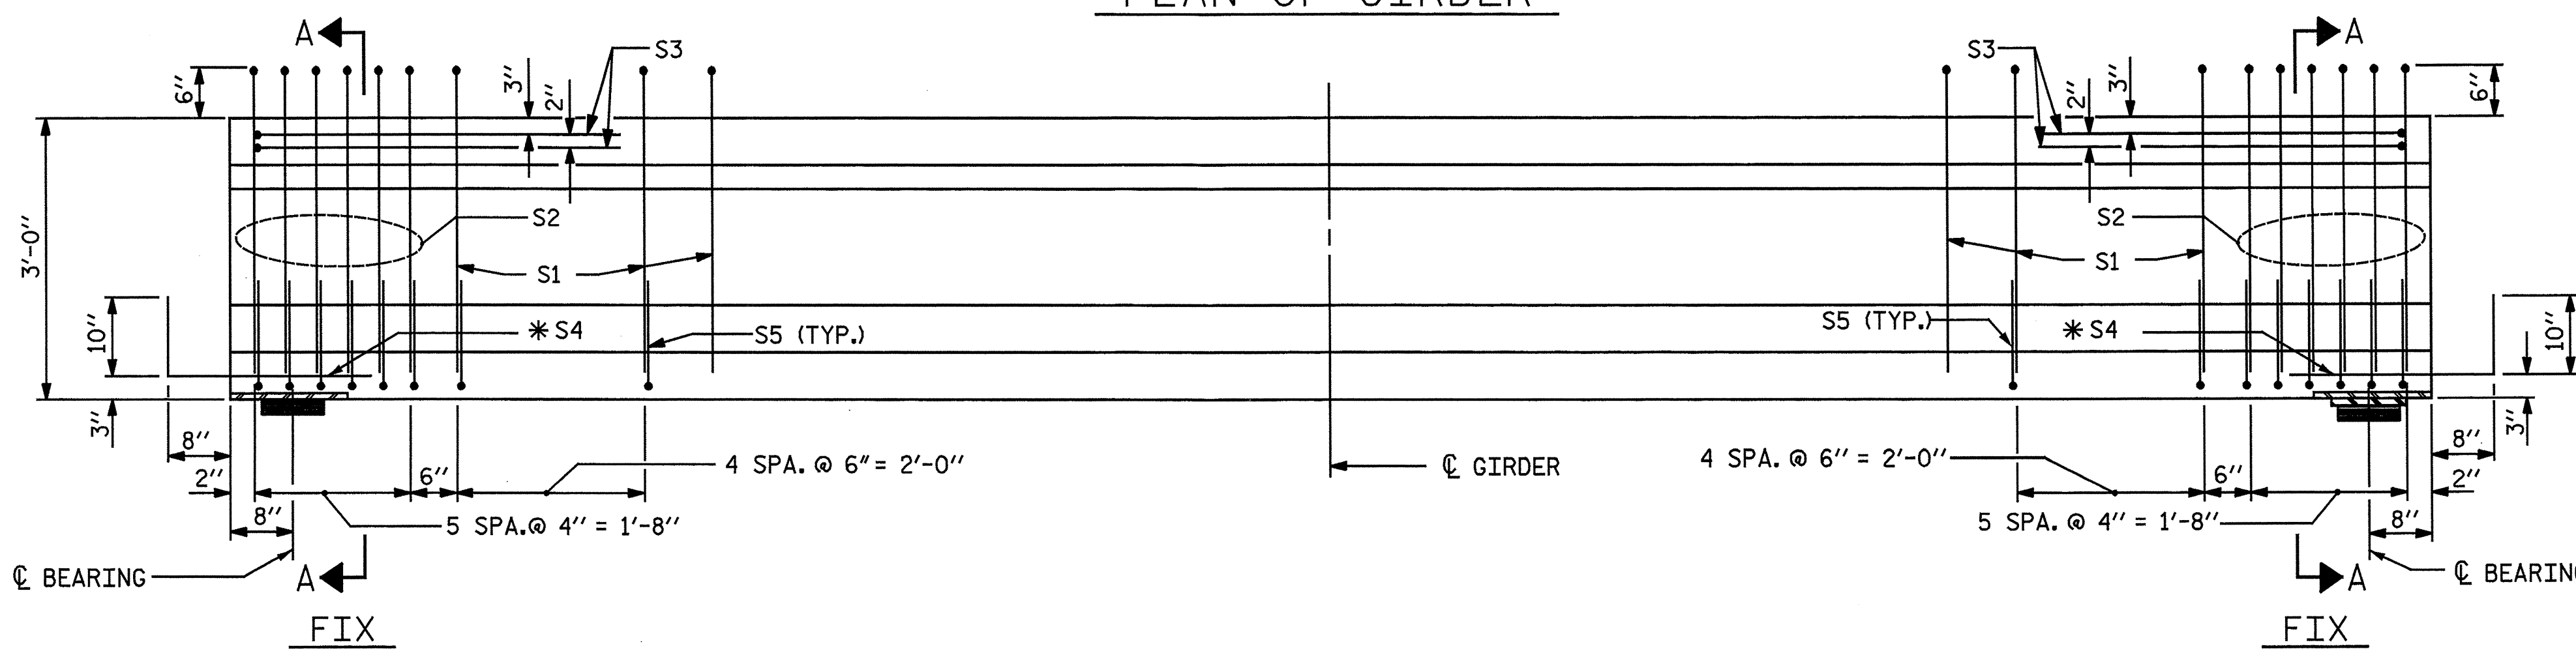 PLAN OF GIRDER
A
A
S3
S3
6"
3"
2"
2"
3"
6"
S2
S2
3'-0"
S1
S1
10"
✱ S4
S5 (TYP.)
S5 (TYP.)
✱ S4
10"
3"
3"
8"
8"
2"
6"
4 SPA. @ 6" = 2'-0"
℄ GIRDER
4 SPA. @ 6" = 2'-0"
6"
2"
8"
5 SPA.@ 4" = 1'-8"
5 SPA. @ 4" = 1'-8"
8"
℄ BEARING
A
A
℄ BEARING
FIX
FIX